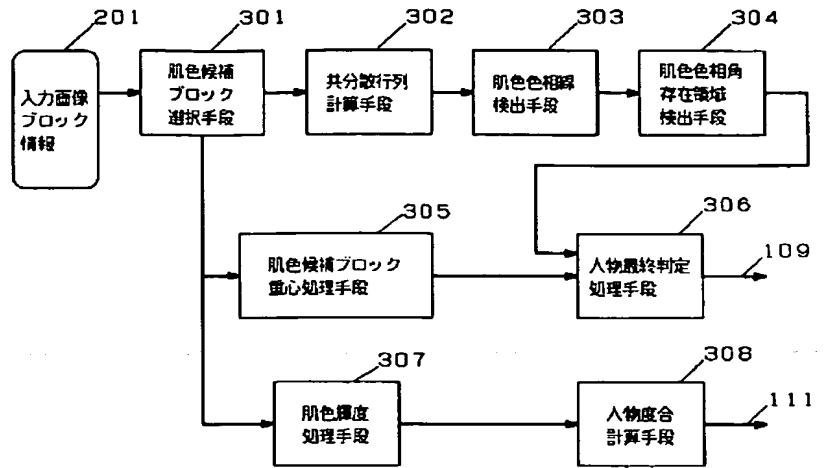 201
入力画像
ブロック
情報
301
肌色候補
ブロック
選択手段
302
共分散行列
計算手段
303
肌色色相線
検出手段
304
肌色色相角
存在領域
検出手段
305
肌色候補ブロック
重心処理手段
306
人物最終判定
処理手段
109
307
肌色輝度
処理手段
308
人物度合
計算手段
111